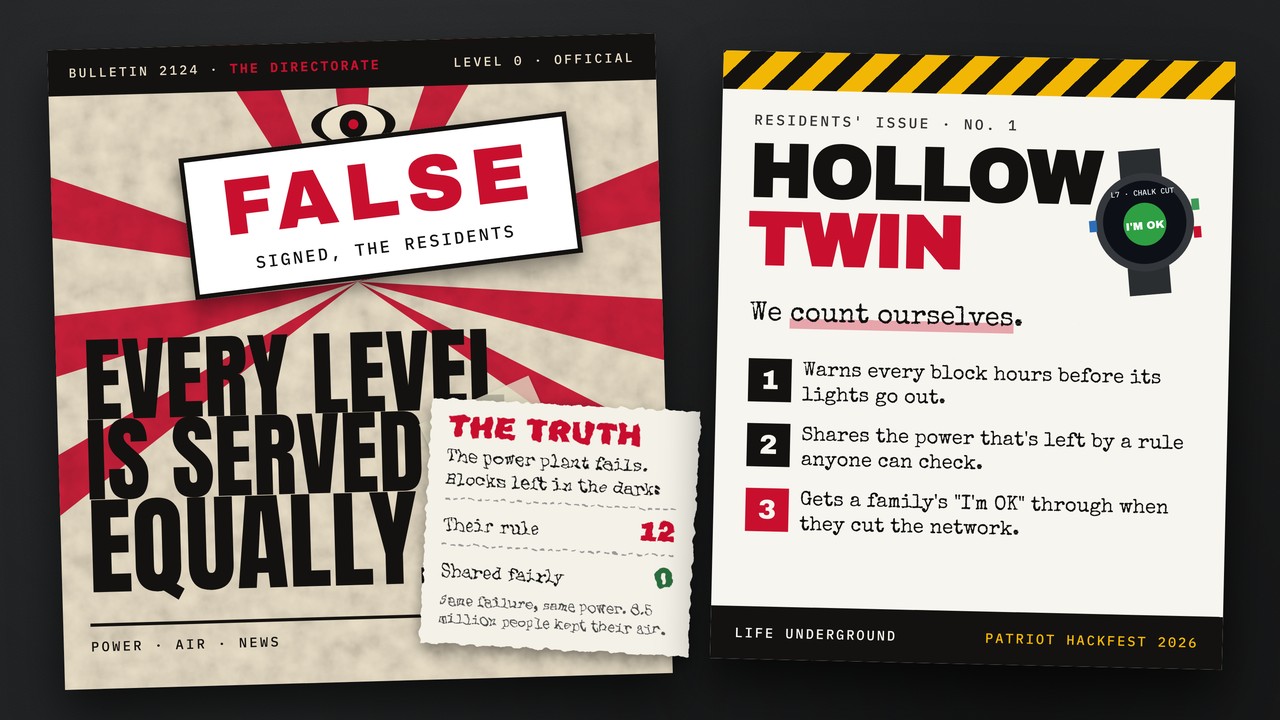 BULLETIN 2124 · THE DIRECTORATE
LEVEL 0 · OFFICIAL
FALSE
SIGNED, THE RESIDENTS
EVERY LEVEL
IS SERVED
EQUALLY.
POWER · AIR · NEWS
THE TRUTH
The power plant fails.
Blocks left in the dark:
Their rule 12
Shared fairly 0
Same failure, same power. 8.5
million people kept their air.
RESIDENTS' ISSUE · NO. 1
HOLLOW
TWIN
L7 · CHALK CUT
I'M OK
We count ourselves.
1 Warns every block hours before its
lights go out.
2 Shares the power that's left by a rule
anyone can check.
3 Gets a family's "I'm OK" through when
they cut the network.
LIFE UNDERGROUND
PATRIOT HACKFEST 2026